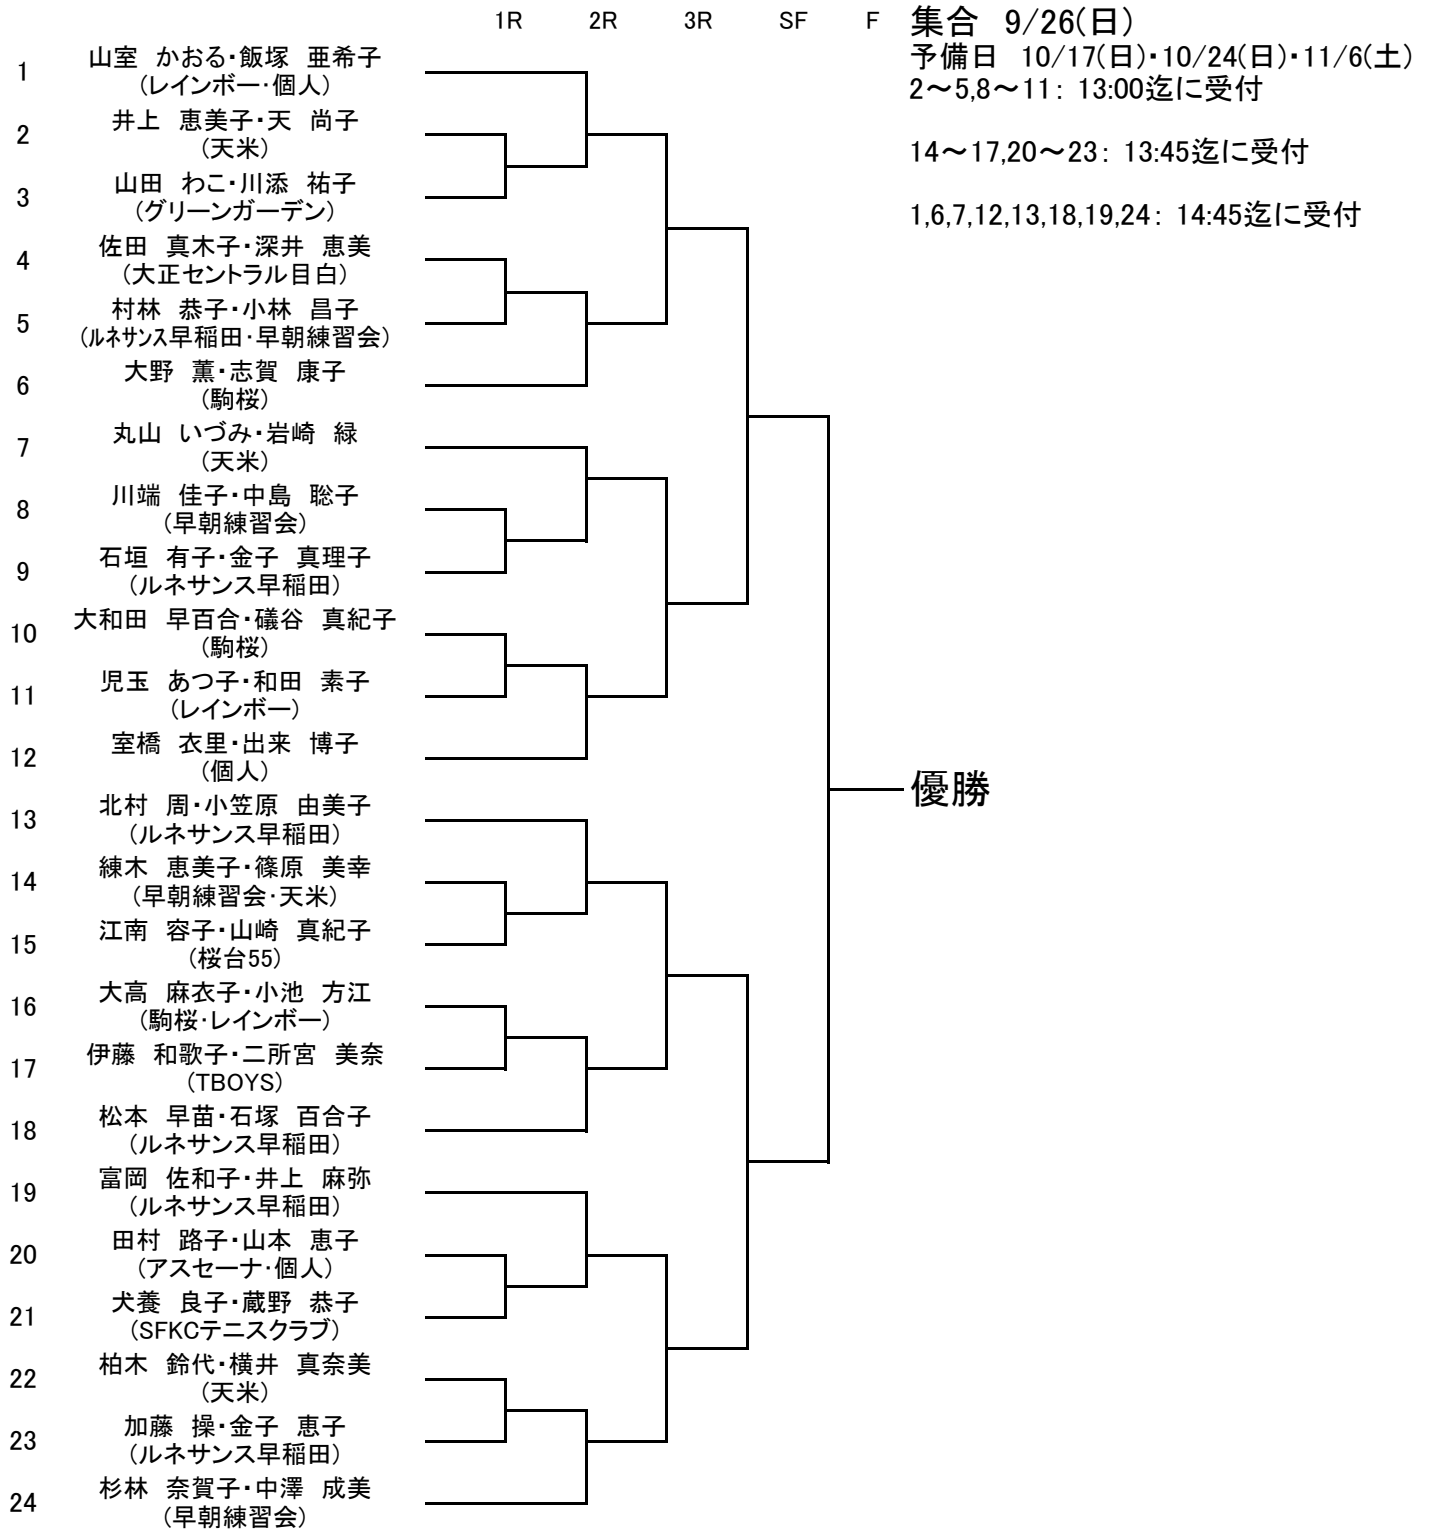 1R 2R 3R SF F 集合　9/26(日)
予備日　10/17(日)・10/24(日)・11/6(土)
2～5,8～11： 13:00迄に受付
14～17,20～23： 13:45迄に受付
1,6,7,12,13,18,19,24： 14:45迄に受付
1 山室　かおる・飯塚　亜希子
(レインボー・個人)
2 井上　恵美子・天　尚子
(天米)
3 山田　わこ・川添　祐子
(グリーンガーデン)
4 佐田　真木子・深井　恵美
(大正セントラル目白)
5 村林　恭子・小林　昌子
(ﾙﾈｻﾝｽ早稲田・早朝練習会)
6 大野　薫・志賀　康子
(駒桜)
7 丸山　いづみ・岩崎　緑
(天米)
8 川端　佳子・中島　聡子
(早朝練習会)
9 石垣　有子・金子　真理子
(ルネサンス早稲田)
10 大和田　早百合・礒谷　真紀子
(駒桜)
11 児玉　あつ子・和田　素子
(レインボー)
12 室橋　衣里・出来　博子
(個人)
優勝
13 北村　周・小笠原　由美子
(ルネサンス早稲田)
14 練木　恵美子・篠原　美幸
(早朝練習会・天米)
15 江南　容子・山崎　真紀子
(桜台55)
16 大高　麻衣子・小池　方江
(駒桜・レインボー)
17 伊藤　和歌子・二所宮　美奈
(TBOYS)
18 松本　早苗・石塚　百合子
(ルネサンス早稲田)
19 富岡　佐和子・井上　麻弥
(ルネサンス早稲田)
20 田村　路子・山本　恵子
(アスセーナ・個人)
21 犬養　良子・蔵野　恭子
(SFKCテニスクラブ)
22 柏木　鈴代・横井　真奈美
(天米)
23 加藤　操・金子　恵子
(ルネサンス早稲田)
24 杉林　奈賀子・中澤　成美
(早朝練習会)